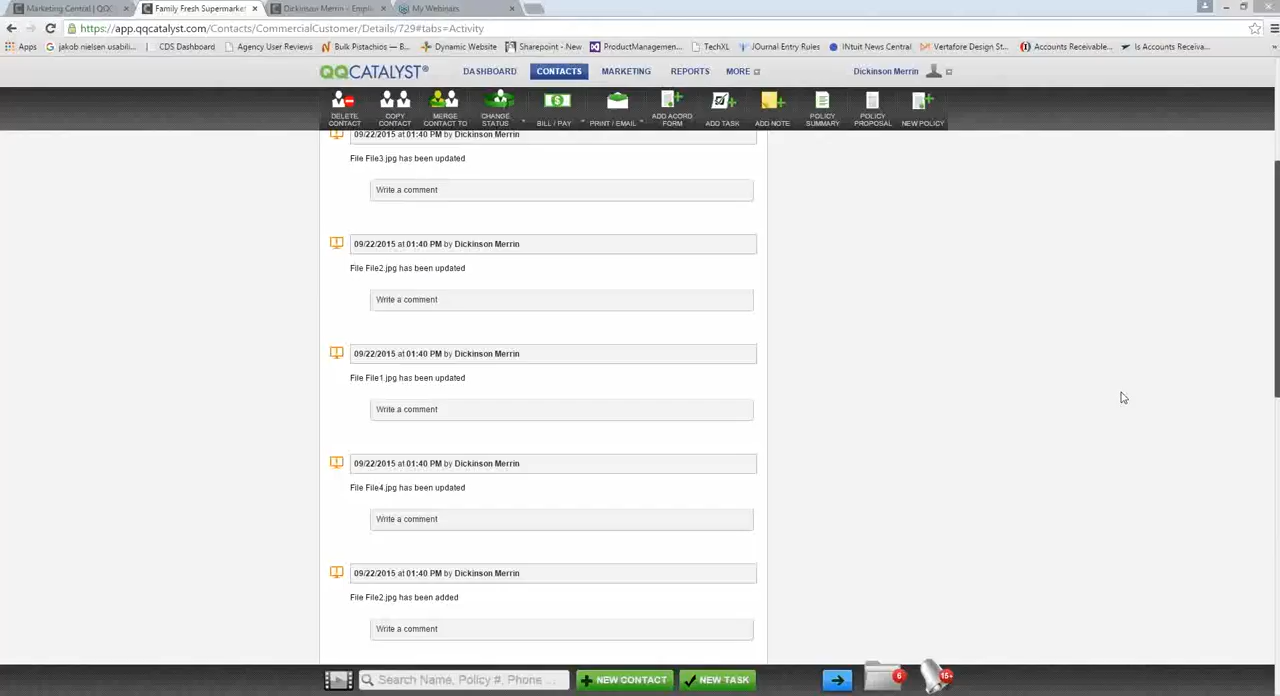 Marketing Central | QQ
Family Fresh Supermarket
Dickinson Merrin - Emplo
My Webinars
https://app.qqcatalyst.com/Contacts/CommercialCustomer/Details/729#tabs=Activity
Apps jakob nielsen usabili... CDS Dashboard Agency User Reviews Bulk Pistachios — B... Dynamic Website Sharepoint - New ProductManagemen... TechXL JOurnal Entry Rules INtuit News Central Vertafore Design St... Accounts Receivable... Is Accounts Receiva...
QQCATALYST® DASHBOARD CONTACTS MARKETING REPORTS MORE Dickinson Merrin
DELETE CONTACT
COPY CONTACT
MERGE CONTACT TO
CHANGE STATUS
BILL / PAY
PRINT / EMAIL
ADD ACORD FORM
ADD TASK
ADD NOTE
POLICY SUMMARY
POLICY PROPOSAL
NEW POLICY
09/22/2015 at 01:40 PM by Dickinson Merrin
File File3.jpg has been updated
Write a comment
09/22/2015 at 01:40 PM by Dickinson Merrin
File File2.jpg has been updated
Write a comment
09/22/2015 at 01:40 PM by Dickinson Merrin
File File1.jpg has been updated
Write a comment
09/22/2015 at 01:40 PM by Dickinson Merrin
File File4.jpg has been updated
Write a comment
09/22/2015 at 01:40 PM by Dickinson Merrin
File File2.jpg has been added
Write a comment
Search Name, Policy #, Phone ... + NEW CONTACT NEW TASK 6 15+